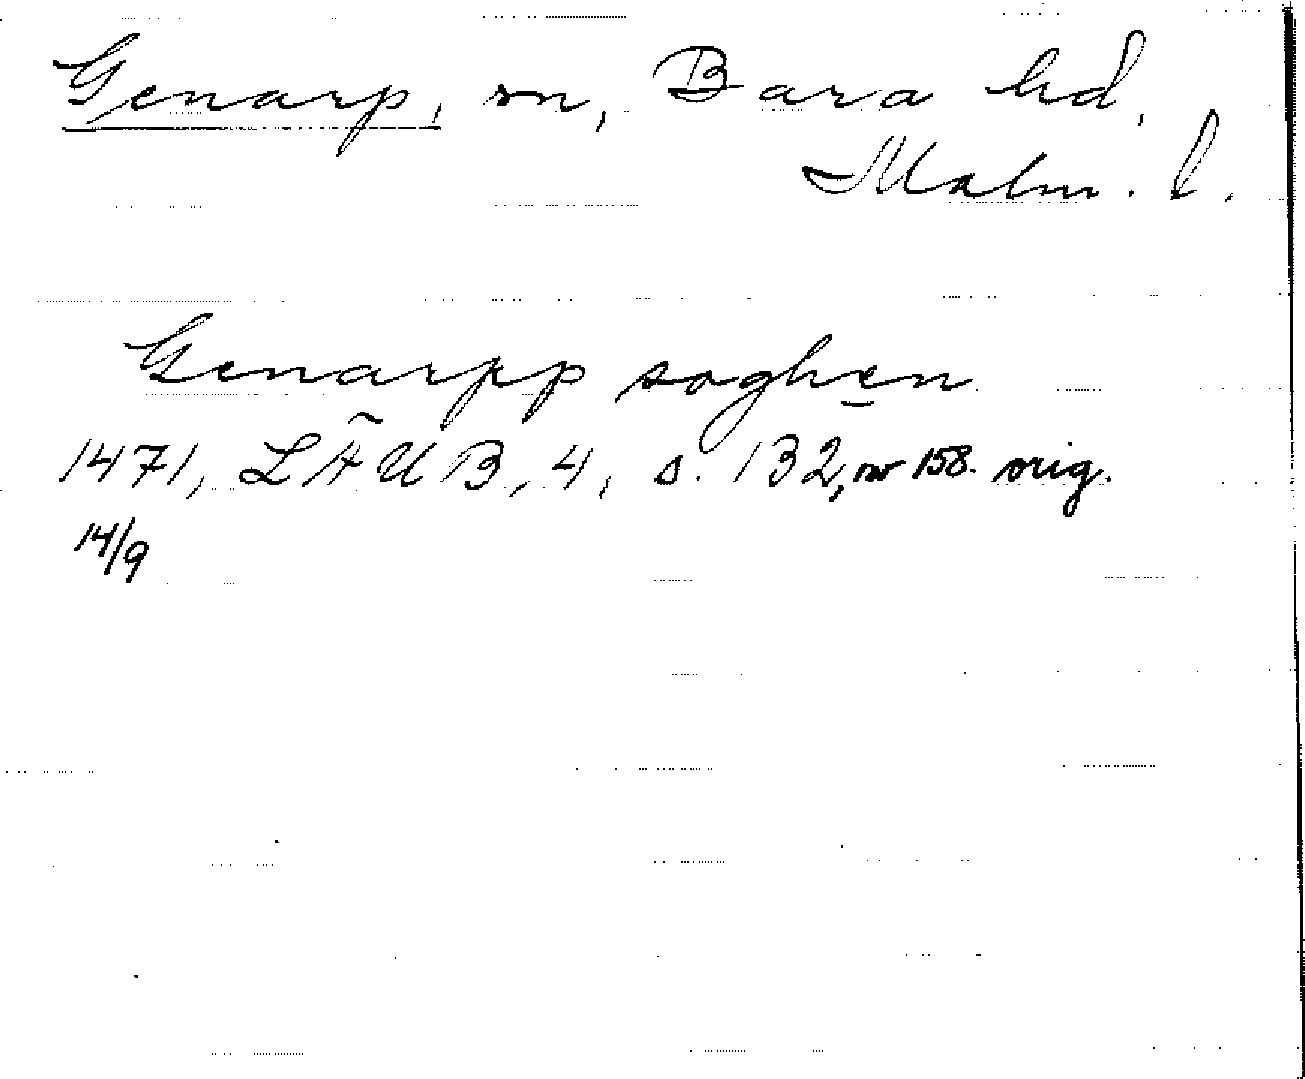 Genarp, sn, Bara hd,
Malm. l.
Genarpp soghen
1471, LÄUB, 4, s. 132, nr 158. orig.
14/9